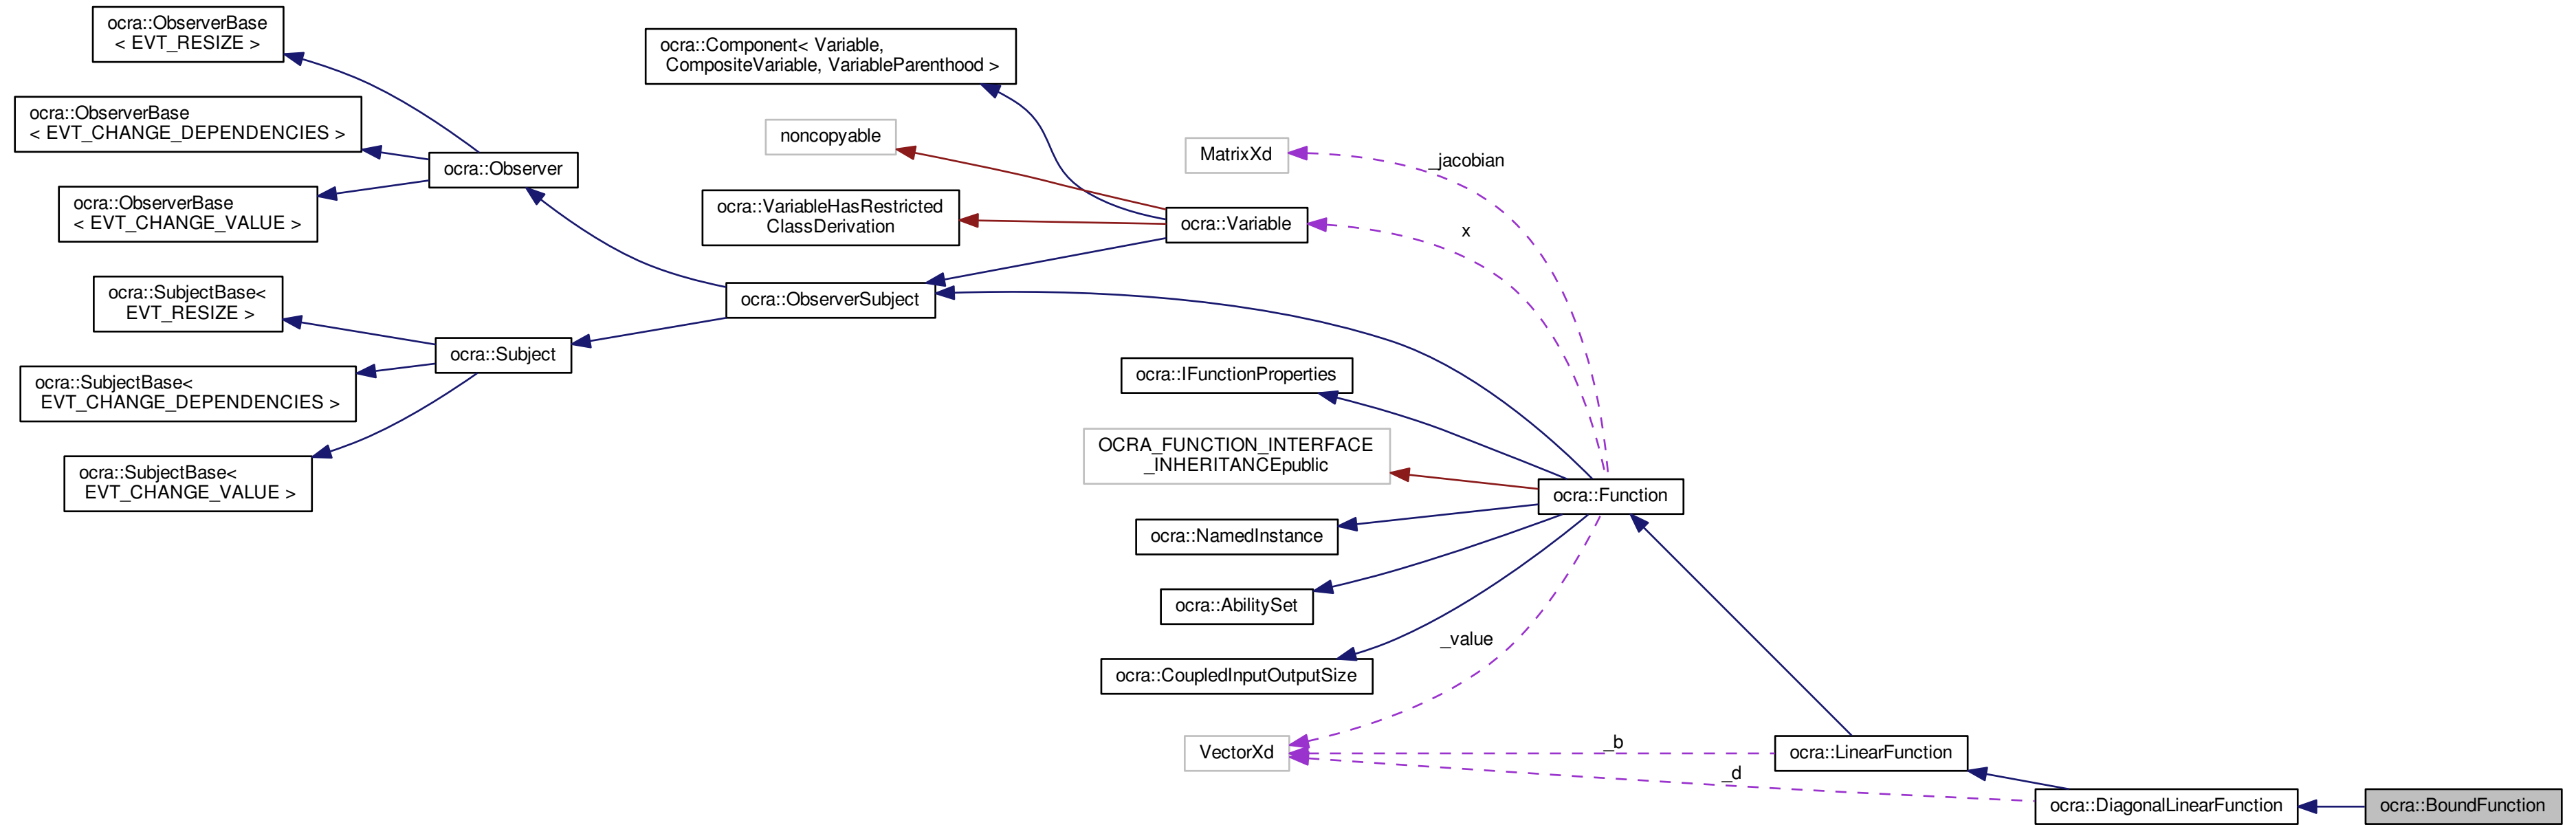 ocra::ObserverBase
< EVT_RESIZE >
ocra::ObserverBase
< EVT_CHANGE_DEPENDENCIES >
ocra::ObserverBase
< EVT_CHANGE_VALUE >
ocra::Observer
ocra::SubjectBase<
EVT_RESIZE >
ocra::SubjectBase<
EVT_CHANGE_DEPENDENCIES >
ocra::SubjectBase<
EVT_CHANGE_VALUE >
ocra::Subject
ocra::Component< Variable,
CompositeVariable, VariableParenthood >
noncopyable
ocra::VariableHasRestricted
ClassDerivation
ocra::ObserverSubject
MatrixXd
ocra::Variable
_jacobian
x
ocra::IFunctionProperties
OCRA_FUNCTION_INTERFACE
_INHERITANCEpublic
ocra::NamedInstance
ocra::AbilitySet
ocra::CoupledInputOutputSize
VectorXd
ocra::Function
_value
_b
_d
ocra::LinearFunction
ocra::DiagonalLinearFunction
ocra::BoundFunction